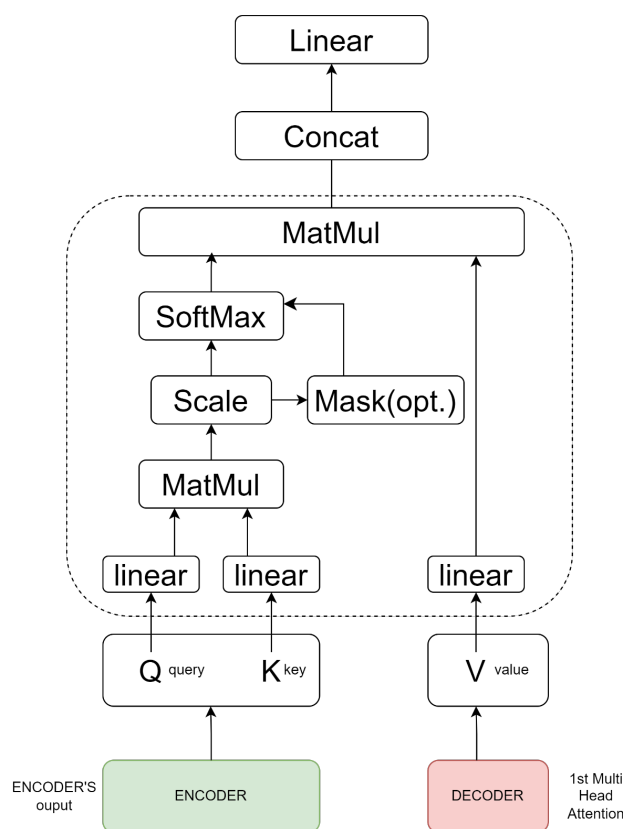 Linear
Concat
MatMul
SoftMax
Scale
Mask(opt.)
MatMul
linear
linear
linear
Q query
K key
V value
ENCODER'S
ouput
ENCODER
DECODER
1st Multi
Head
Attention